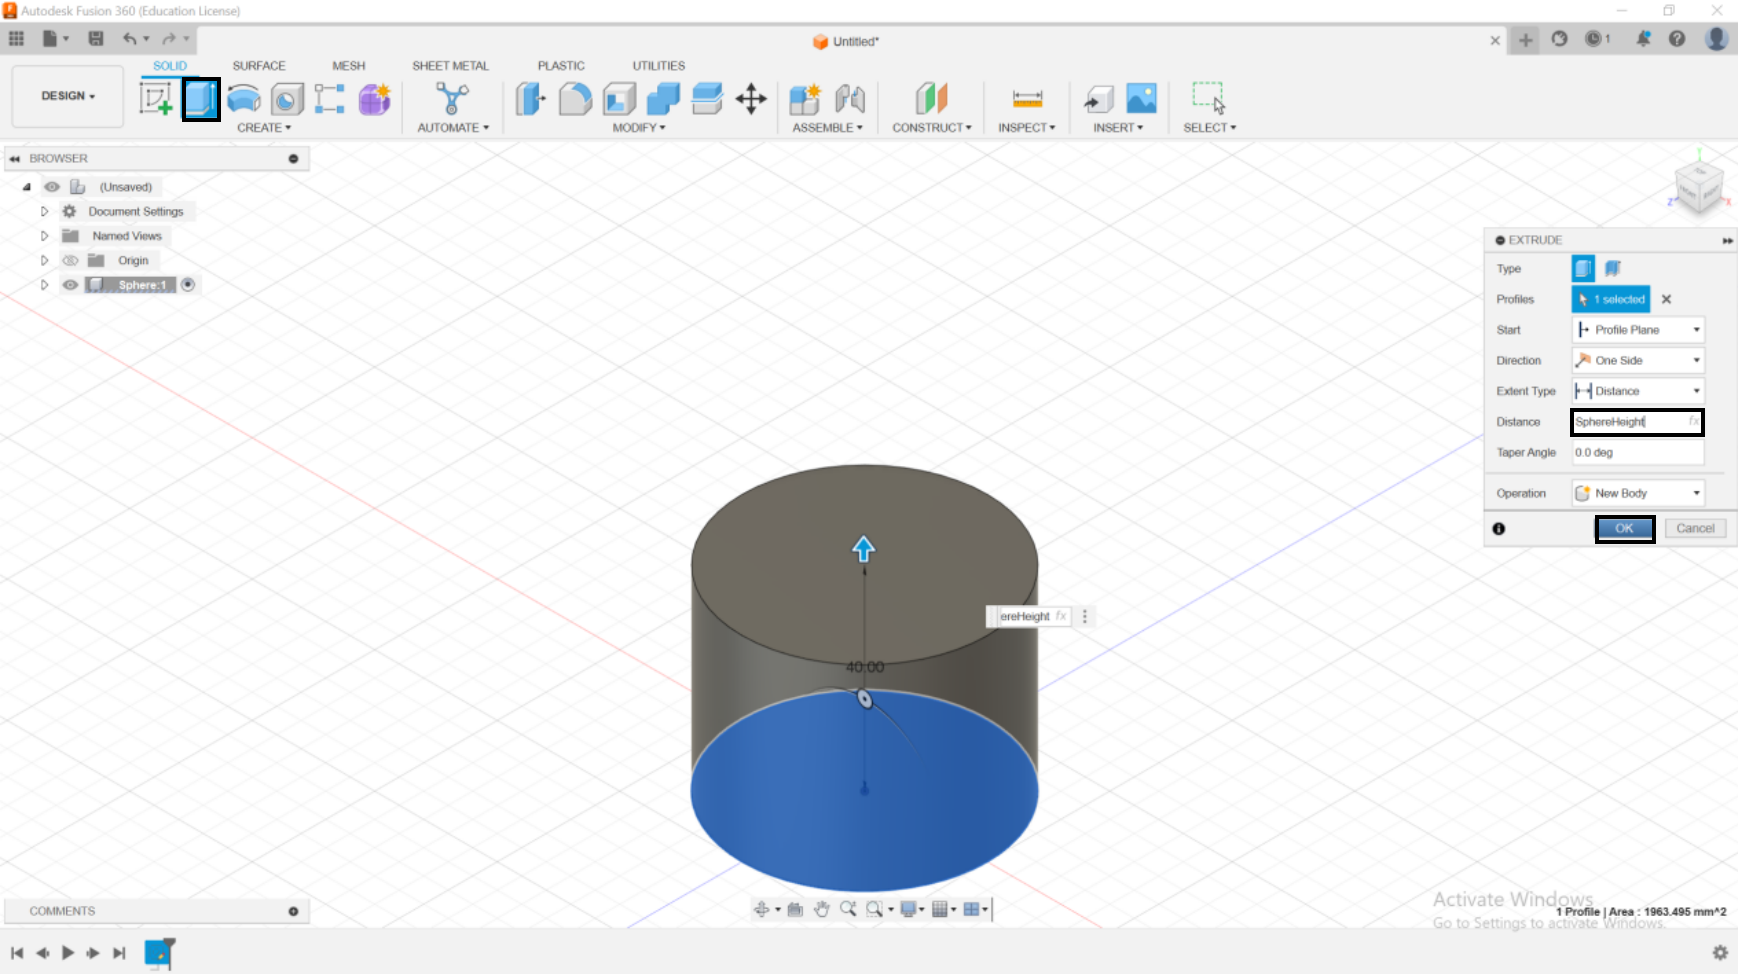 Autodesk Fusion 360 (Education License)
Untitled*
1
DESIGN
SOLID
SURFACE
MESH
SHEET METAL
PLASTIC
UTILITIES
CREATE
AUTOMATE
MODIFY
ASSEMBLE
CONSTRUCT
INSPECT
INSERT
SELECT
BROWSER
(Unsaved)
Document Settings
Named Views
Origin
Sphere:1
Y
FRONT
RIGHT
Z
X
EXTRUDE
Type
Profiles
1 selected
Start
Profile Plane
Direction
One Side
Extent Type
Distance
Distance
SphereHeight
fx
Taper Angle
0.0 deg
Operation
New Body
OK
Cancel
ereHeight fx
40.00
COMMENTS
Activate Windows
Go to Settings to activate Windows.
1 Profile | Area : 1963.495 mm^2